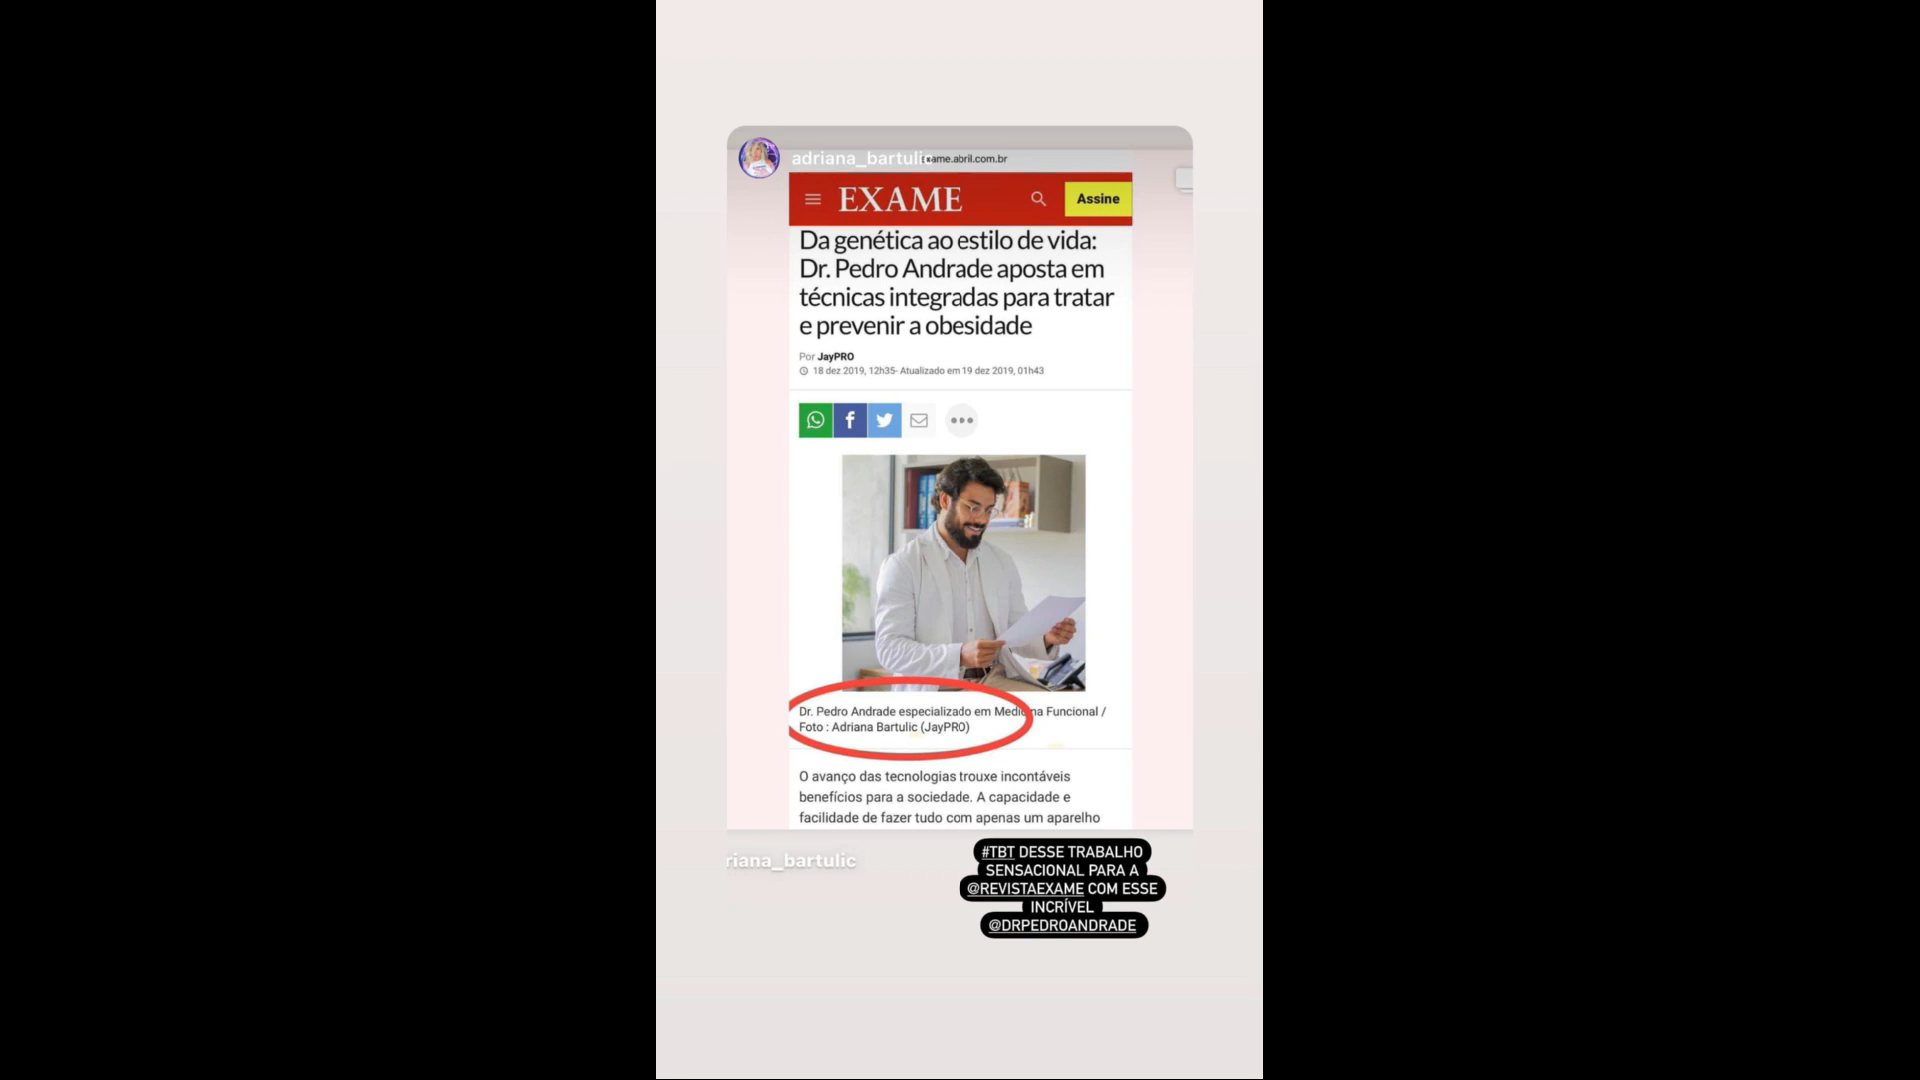 adriana_bartulic
exame.abril.com.br
EXAME
Assine
Da genética ao estilo de vida:
Dr. Pedro Andrade aposta em
técnicas integradas para tratar
e prevenir a obesidade
Por JayPRO
18 dez 2019, 12h35- Atualizado em 19 dez 2019, 01h43
Dr. Pedro Andrade especializado em Medicina Funcional /
Foto : Adriana Bartulic (JayPRO)
O avanço das tecnologias trouxe incontáveis
benefícios para a sociedade. A capacidade e
facilidade de fazer tudo com apenas um aparelho
riana_bartulic
#TBT DESSE TRABALHO
SENSACIONAL PARA A
@REVISTAEXAME COM ESSE
INCRÍVEL
@DRPEDROANDRADE